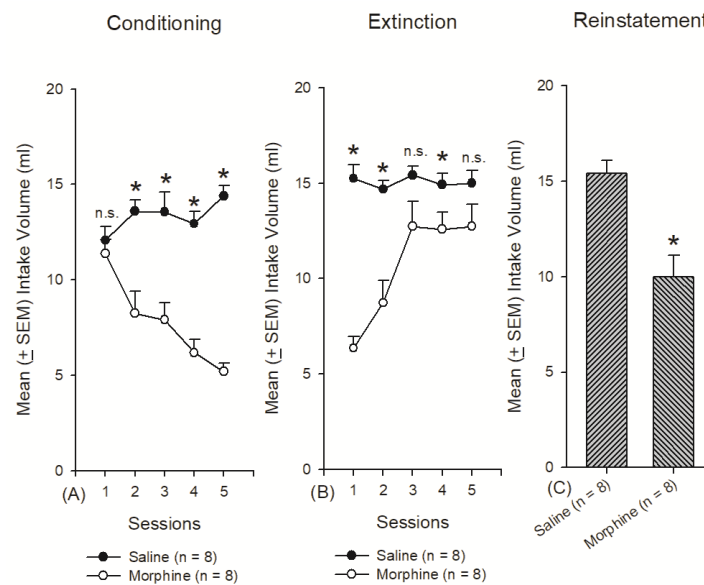 Conditioning
Extinction
Reinstatement
Mean (± SEM) Intake Volume (ml)
20
15
10
5
0
n.s.
*
*
*
*
1 2 3 4 5
(A)
Sessions
Saline (n = 8)
Morphine (n = 8)
Mean (± SEM) Intake Volume (ml)
20
15
10
5
0
*
*
n.s.
*
n.s.
1 2 3 4 5
(B)
Sessions
Saline (n = 8)
Morphine (n = 8)
Mean (± SEM) Intake Volume (ml)
20
15
10
5
0
*
(C)
Saline (n = 8)
Morphine (n = 8)